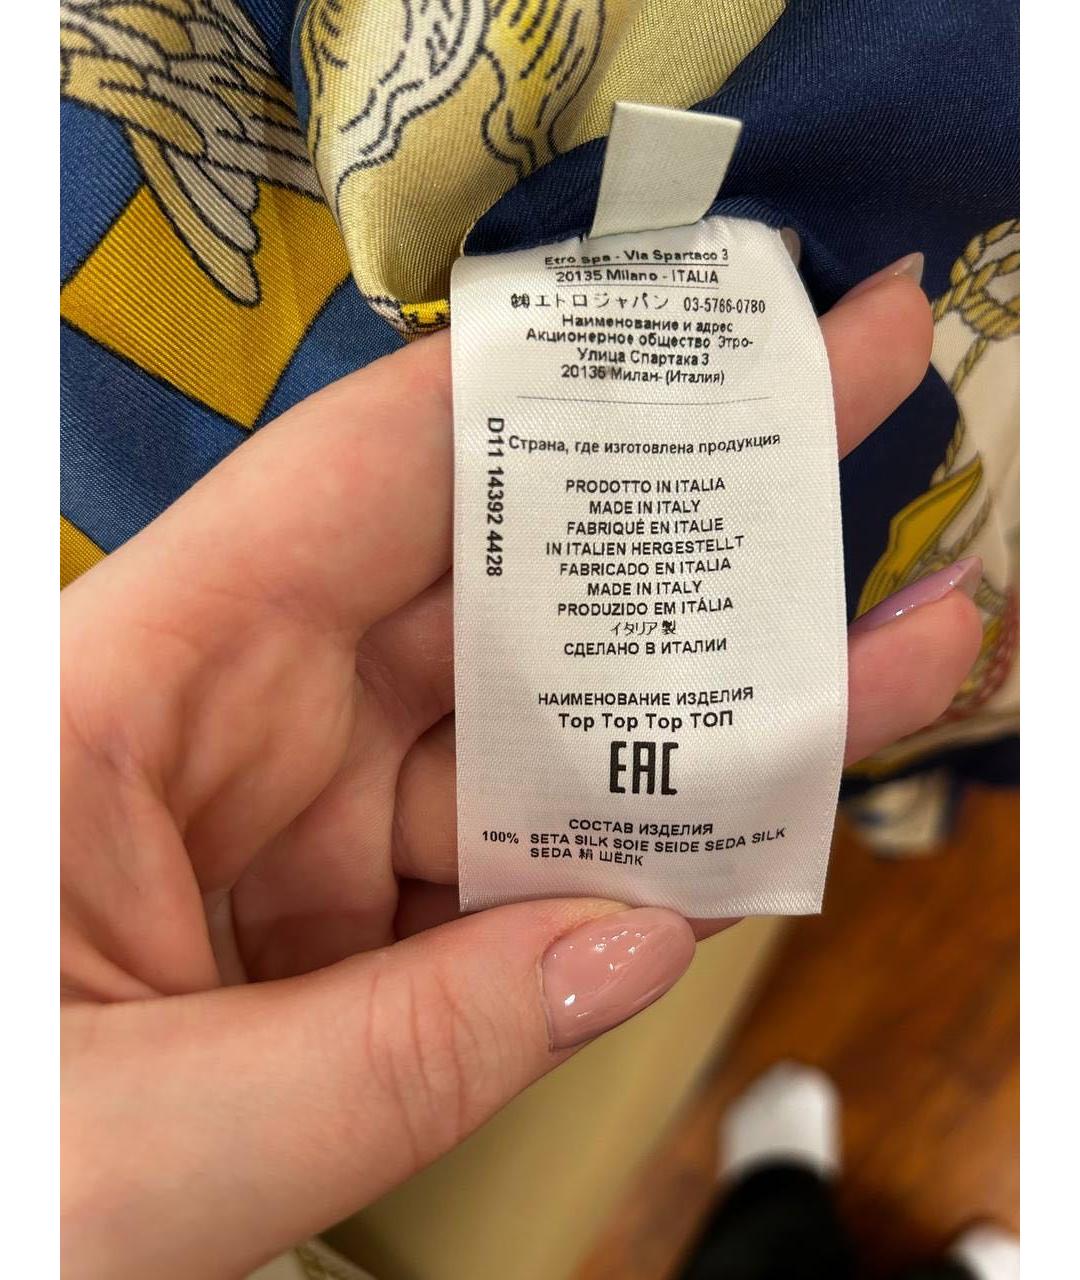 Etro Spa - Via Spartaco 3
20135 Milano - ITALIA
㈱エトロジャパン 03-5766-0780
Наименование и адрес
Акционерное общество Этро-
Улица Спартака 3
20135 Милан- (Италия)
D11 14392 4428
Страна, где изготовлена продукция
PRODOTTO IN ITALIA
MADE IN ITALY
FABRIQUÉ EN ITALIE
IN ITALIEN HERGESTELLT
FABRICADO EN ITALIA
MADE IN ITALY
PRODUZIDO EM ITÁLIA
イタリア製
СДЕЛАНО В ИТАЛИИ
НАИМЕНОВАНИЕ ИЗДЕЛИЯ
Top Top Top ТОП
EAC
СОСТАВ ИЗДЕЛИЯ
100% SETA SILK SOIE SEIDE SEDA SILK
SEDA 絹 ШЁЛК